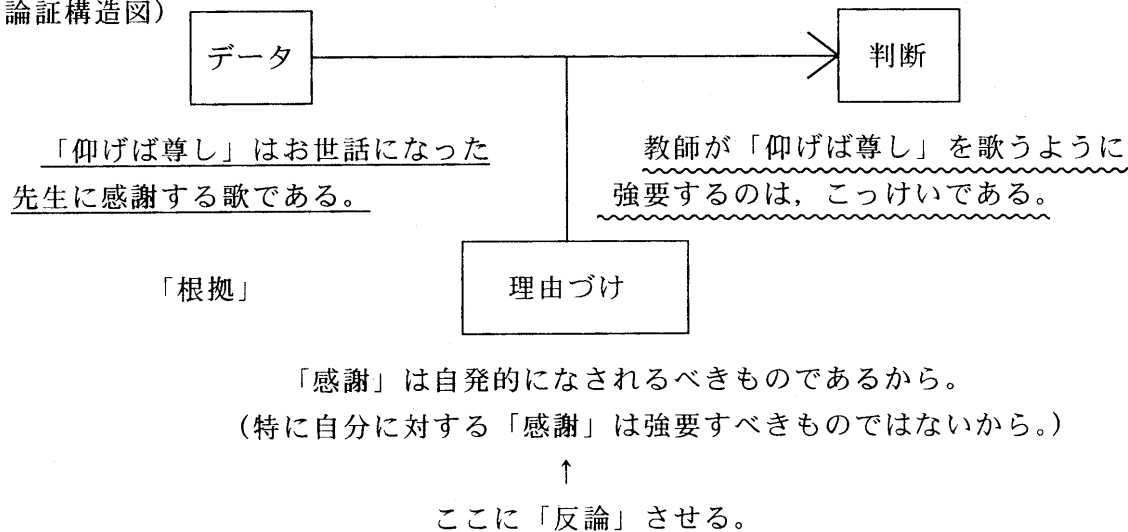 論証構造図）
データ
判断
「仰げば尊し」はお世話になった
先生に感謝する歌である。
教師が「仰げば尊し」を歌うように
強要するのは，こっけいである。
「根拠」
理由づけ
「感謝」は自発的になされるべきものであるから。
（特に自分に対する「感謝」は強要すべきものではないから。）
↑
ここに「反論」させる。